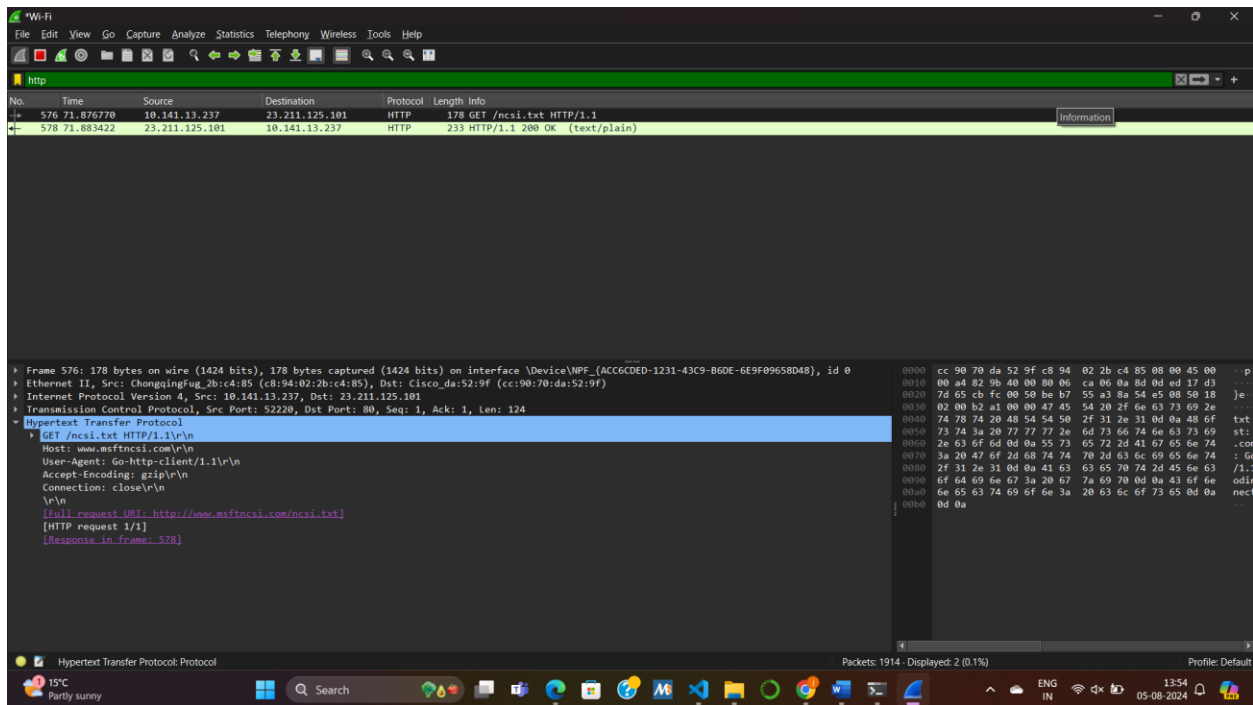 *Wi-Fi
File Edit View Go Capture Analyze Statistics Telephony Wireless Tools Help
http
No. Time Source Destination Protocol Length Info
576 71.876770 10.141.13.237 23.211.125.101 HTTP 178 GET /ncsi.txt HTTP/1.1
Information
578 71.883422 23.211.125.101 10.141.13.237 HTTP 233 HTTP/1.1 200 OK (text/plain)
Frame 576: 178 bytes on wire (1424 bits), 178 bytes captured (1424 bits) on interface \Device\NPF_{ACC6CDED-1231-43C9-B6DE-6E9F09658D48}, id 0
Ethernet II, Src: ChongqingFug_2b:c4:85 (c8:94:02:2b:c4:85), Dst: Cisco_da:52:9f (cc:90:70:da:52:9f)
Internet Protocol Version 4, Src: 10.141.13.237, Dst: 23.211.125.101
Transmission Control Protocol, Src Port: 52220, Dst Port: 80, Seq: 1, Ack: 1, Len: 124
Hypertext Transfer Protocol
GET /ncsi.txt HTTP/1.1\r\n
Host: www.msftncsi.com\r\n
User-Agent: Go-http-client/1.1\r\n
Accept-Encoding: gzip\r\n
Connection: close\r\n
\r\n
[Full request URI: http://www.msftncsi.com/ncsi.txt]
[HTTP request 1/1]
[Response in frame: 578]
0000 cc 90 70 da 52 9f c8 94 02 2b c4 85 08 00 45 00 ··p
0010 00 a4 82 9b 40 00 80 06 ca 06 0a 8d 0d ed 17 d3 ···
0020 7d 65 cb fc 00 50 be b7 55 a3 8a 54 e5 08 50 18 }e·
0030 02 00 b2 a1 00 00 47 45 54 20 2f 6e 63 73 69 2e ···
0040 74 78 74 20 48 54 54 50 2f 31 2e 31 0d 0a 48 6f txt
0050 73 74 3a 20 77 77 77 2e 6d 73 66 74 6e 63 73 69 st:
0060 2e 63 6f 6d 0d 0a 55 73 65 72 2d 41 67 65 6e 74 .com
0070 3a 20 47 6f 2d 68 74 74 70 2d 63 6c 69 65 6e 74 : Go
0080 2f 31 2e 31 0d 0a 41 63 63 65 70 74 2d 45 6e 63 /1.1
0090 6f 64 69 6e 67 3a 20 67 7a 69 70 0d 0a 43 6f 6e odin
00a0 6e 65 63 74 69 6f 6e 3a 20 63 6c 6f 73 65 0d 0a nect
00b0 0d 0a ··
Hypertext Transfer Protocol: Protocol
Packets: 1914 · Displayed: 2 (0.1%)
Profile: Default
1
15°C
Partly sunny
Search
ENG
IN
13:54
05-08-2024